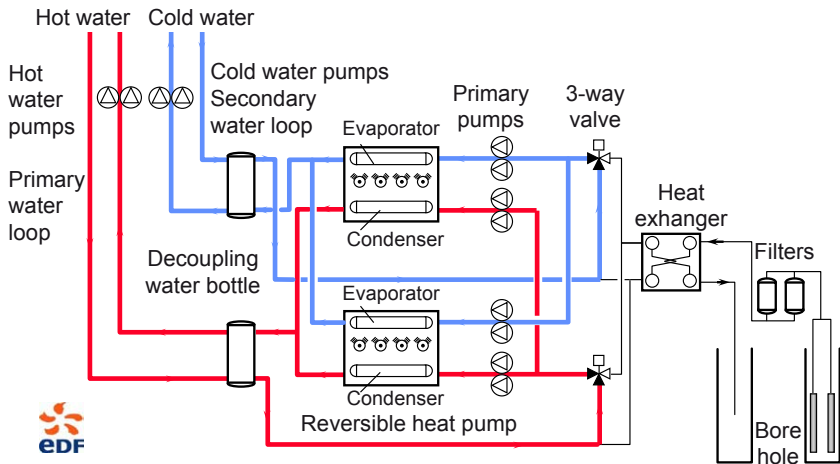 Hot water
Cold water
Hot
water
pumps
Cold water pumps
Secondary
water loop
Primary
pumps
3-way
valve
Evaporator
Primary
water
loop
Condenser
Heat
exhanger
Filters
Decoupling
water bottle
Evaporator
Condenser
Reversible heat pump
Bore
hole
eDF